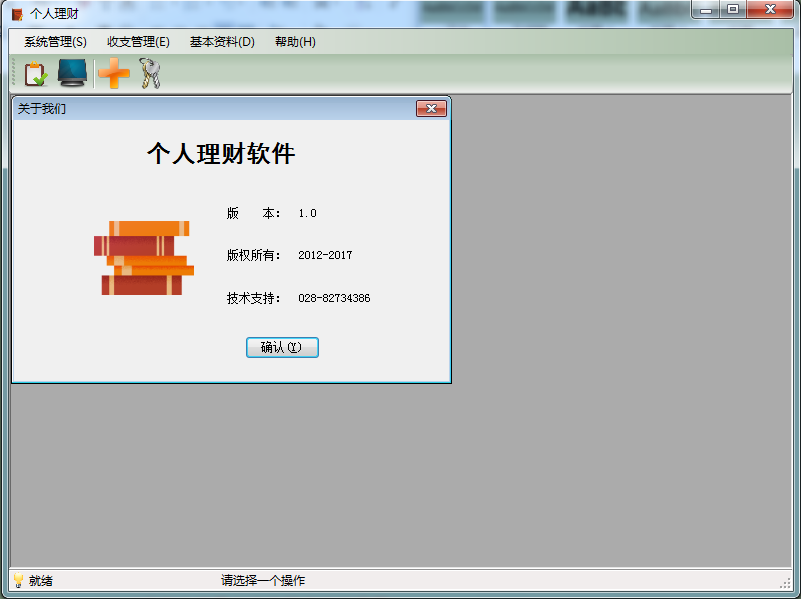 个人理财
系统管理(S) 收支管理(E) 基本资料(D) 帮助(H)
关于我们
个人理财软件
版 本： 1.0
版权所有： 2012-2017
技术支持： 028-82734386
确认(Y)
就绪 请选择一个操作